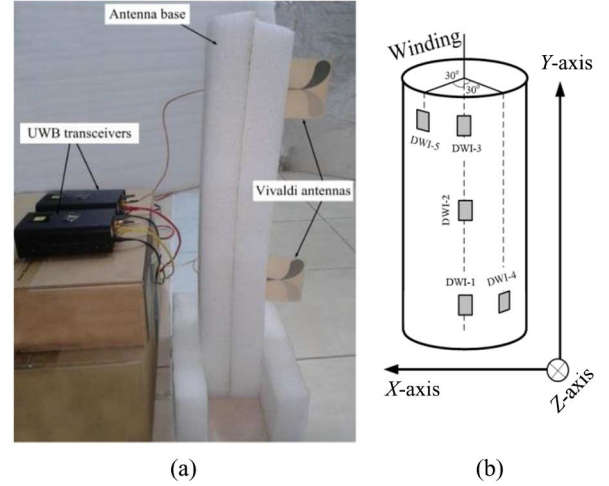 Antenna base
UWB transceivers
Vivaldi antennas
(a)
Winding
30°
30°
Y-axis
DWI-5
DWI-3
DWI-2
DWI-1
DWI-4
X-axis
Z-axis
(b)